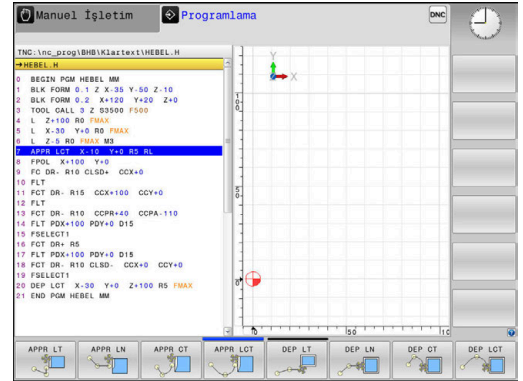 Manuel İşletim
Programlama
DNC
TNC:\nc_prog\BHB\Klartext\HEBEL.H
→HEBEL.H
0 BEGIN PGM HEBEL MM
1 BLK FORM 0.1 Z X-35 Y-50 Z-10
2 BLK FORM 0.2 X+120 Y+20 Z+0
3 TOOL CALL 3 Z S3500 F500
4 L Z+100 R0 FMAX
5 L X-30 Y+0 R0 FMAX
6 L Z-5 R0 FMAX M3
7 APPR LCT X-10 Y+0 R5 RL
8 FPOL X+100 Y+0
9 FC DR- R10 CLSD+ CCX+0
10 FLT
11 FCT DR- R15 CCX+100 CCY+0
12 FLT
13 FCT DR- R10 CCPR+40 CCPA-110
14 FLT PDX+100 PDY+0 D15
15 FSELECT1
16 FCT DR+ R5
17 FLT PDX+100 PDY+0 D15
18 FCT DR- R10 CLSD- CCX+0 CCY+0
19 FSELECT1
20 DEP LCT X-30 Y+0 Z+100 R5 FMAX
21 END PGM HEBEL MM
Y
X
100
50
0
0
50
APPR LT
APPR LN
APPR CT
APPR LCT
DEP LT
DEP LN
DEP CT
DEP LCT